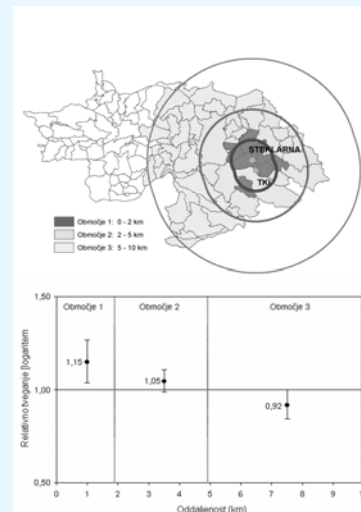 STEKLARNA
TKI
Območje 1: 0 - 2 km
Območje 2: 2 - 5 km
Območje 3: 5 - 10 km
Relativno tveganje [logaritem
1,50
1,00
0,50
Območje 1
Območje 2
Območje 3
1,15
1,05
0,92
0 1 2 3 4 5 6 7 8 9
Oddaljenost (km)